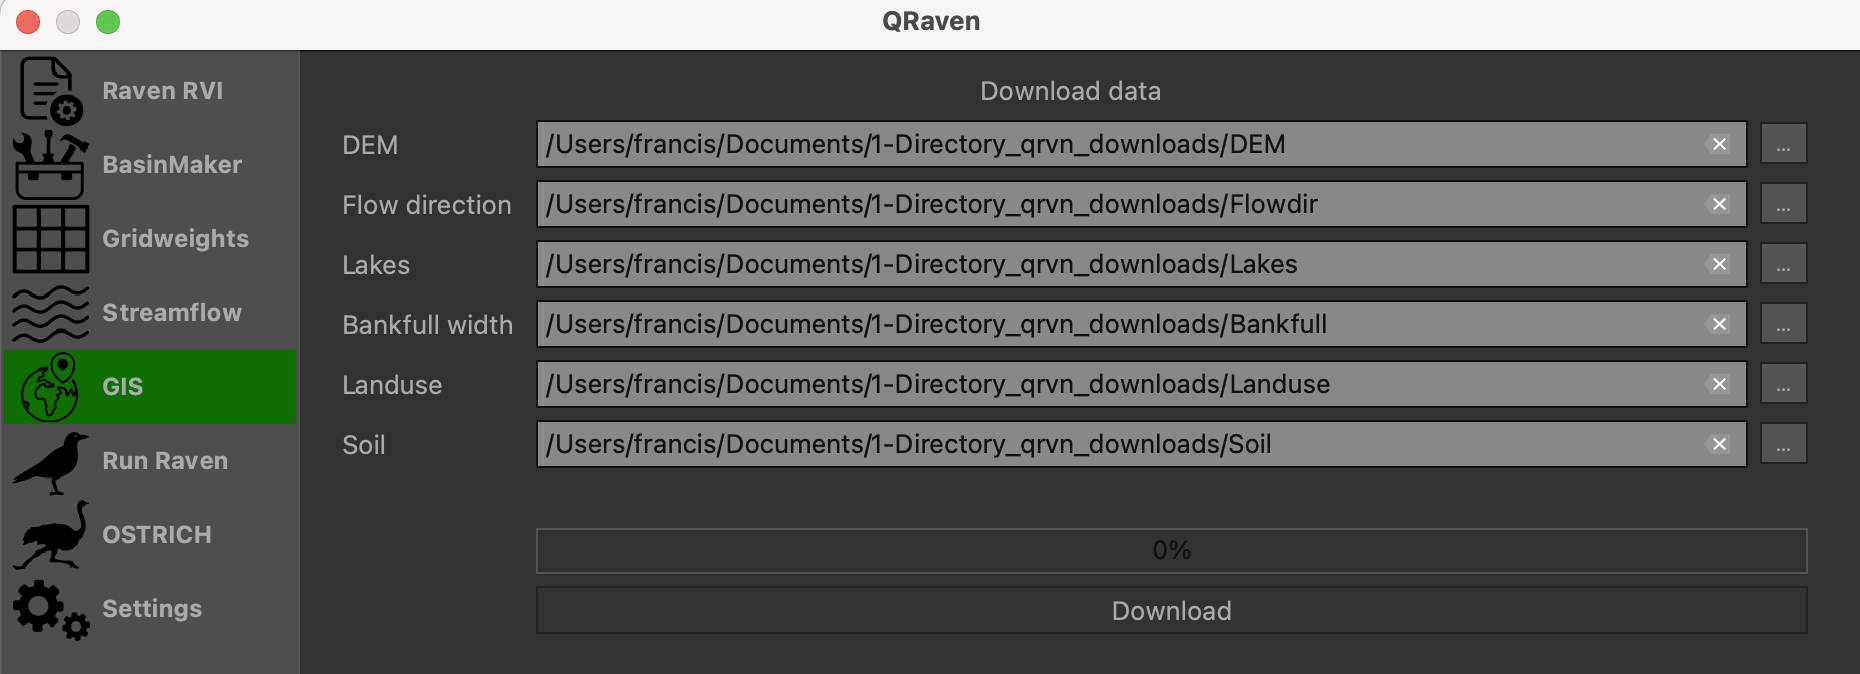 QRaven
Raven RVI
BasinMaker
Gridweights
Streamflow
GIS
Run Raven
OSTRICH
Settings
Download data
DEM /Users/francis/Documents/1-Directory_qrvn_downloads/DEM ...
Flow direction /Users/francis/Documents/1-Directory_qrvn_downloads/Flowdir ...
Lakes /Users/francis/Documents/1-Directory_qrvn_downloads/Lakes ...
Bankfull width /Users/francis/Documents/1-Directory_qrvn_downloads/Bankfull ...
Landuse /Users/francis/Documents/1-Directory_qrvn_downloads/Landuse ...
Soil /Users/francis/Documents/1-Directory_qrvn_downloads/Soil ...
0%
Download